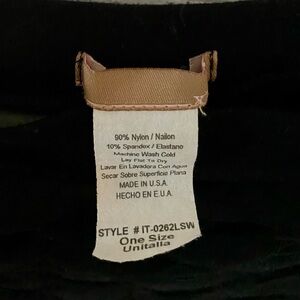 90% Nylon / Nailon
10% Spandex / Elastano
Machine Wash Cold
Lay Flat To Dry
Lavar En Lavadora Con Agua
Secar Sobre Superficie Plana
MADE IN U.S.A.
HECHO EN E.U.A.
STYLE # IT-0262LSW
One Size
Unitalla